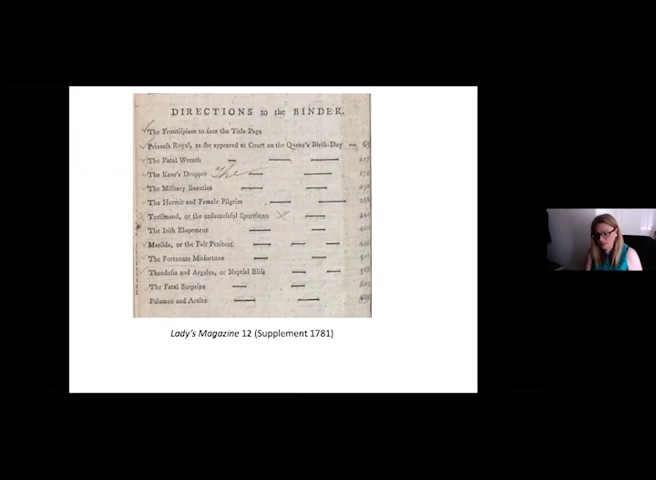 DIRECTIONS to the BINDER.
The Frontispiece to face the Title Page
Princess Royal, as she appeared at Court on the Queen's Birth-Day
The Fatal Wreath
The Eave's Dropper The
The Military Beauties
The Hermit and Female Pilgrim
or the unsuccessful Sportsman
The Irish Elopement
Matilda, or the Fair Penitent
The Fortunate Misfortune
Theodosia and Argulus, or Nuptial Bliss
The Fatal Surprize
Palemon and Arcite
Lady's Magazine 12 (Supplement 1781)